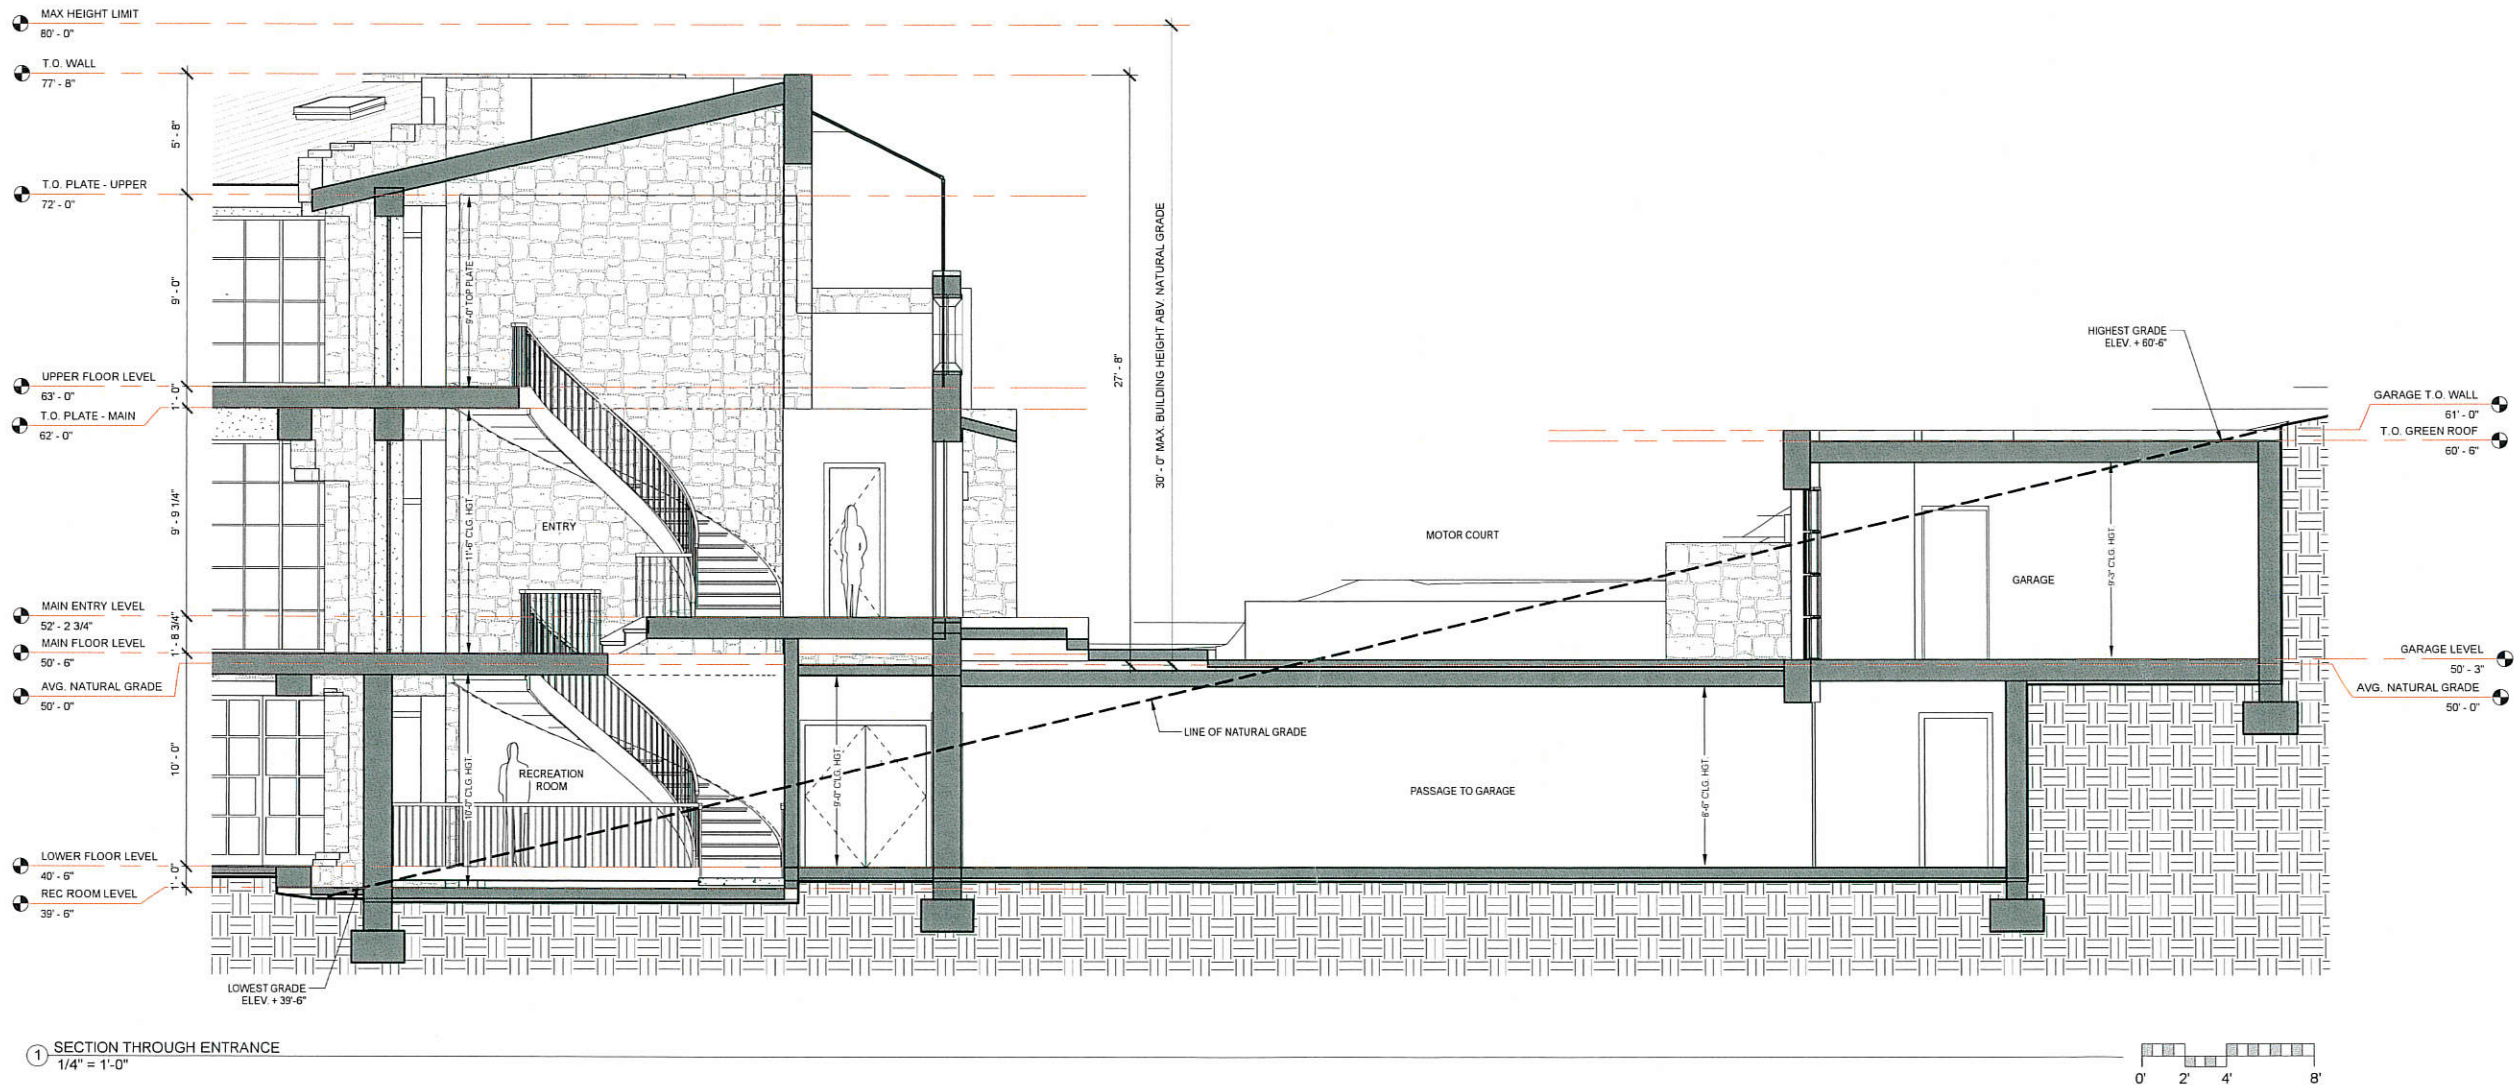 MAX HEIGHT LIMIT
80' - 0"
T.O. WALL
77' - 8"
5' - 8"
T.O. PLATE - UPPER
72' - 0"
9' - 0"
9'-0" TOP PLATE
UPPER FLOOR LEVEL
63' - 0"
1' - 0"
T.O. PLATE - MAIN
62' - 0"
9' - 9 1/4"
11'-6" CLG. HGT.
ENTRY
MAIN ENTRY LEVEL
52' - 2 3/4"
1' - 8 3/4"
MAIN FLOOR LEVEL
50' - 6"
AVG. NATURAL GRADE
50' - 0"
10' - 0"
10'-0" CLG. HGT.
RECREATION
ROOM
9'-0" CLG. HGT.
LOWER FLOOR LEVEL
40' - 6"
1' - 0"
REC ROOM LEVEL
39' - 6"
LOWEST GRADE
ELEV. + 39'-6"
27' - 8"
30' - 0" MAX. BUILDING HEIGHT ABV. NATURAL GRADE
MOTOR COURT
LINE OF NATURAL GRADE
PASSAGE TO GARAGE
8'-6" CLG. HGT.
HIGHEST GRADE
ELEV. + 60'-6"
GARAGE
9'-3" CLG. HGT.
GARAGE T.O. WALL
61' - 0"
T.O. GREEN ROOF
60' - 6"
GARAGE LEVEL
50' - 3"
AVG. NATURAL GRADE
50' - 0"
1
SECTION THROUGH ENTRANCE
1/4" = 1'-0"
0' 2' 4' 8'